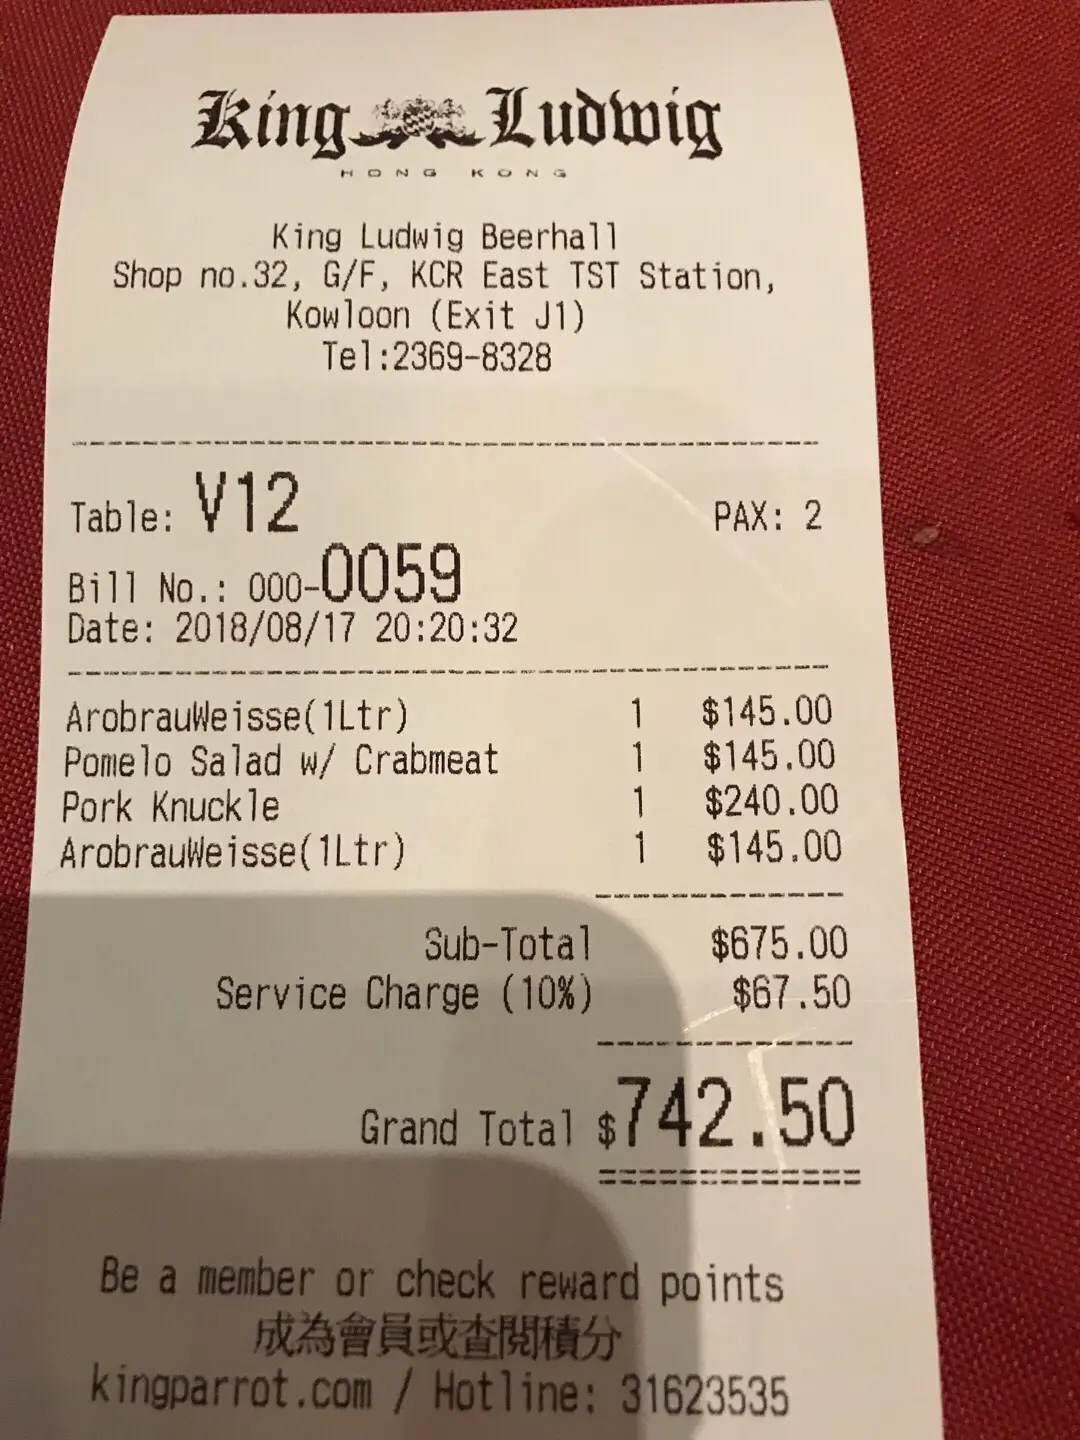 King Ludwig
HONG KONG
King Ludwig Beerhall
Shop no.32, G/F, KCR East TST Station,
Kowloon (Exit J1)
Tel:2369-8328
Table: V12 PAX: 2
Bill No.: 000-0059
Date: 2018/08/17 20:20:32
ArobrauWeisse(1Ltr) 1 $145.00
Pomelo Salad w/ Crabmeat 1 $145.00
Pork Knuckle 1 $240.00
ArobrauWeisse(1Ltr) 1 $145.00
Sub-Total $675.00
Service Charge (10%) $67.50
Grand Total $742.50
Be a member or check reward points
成為會員或查閱積分
kingparrot.com / Hotline: 31623535